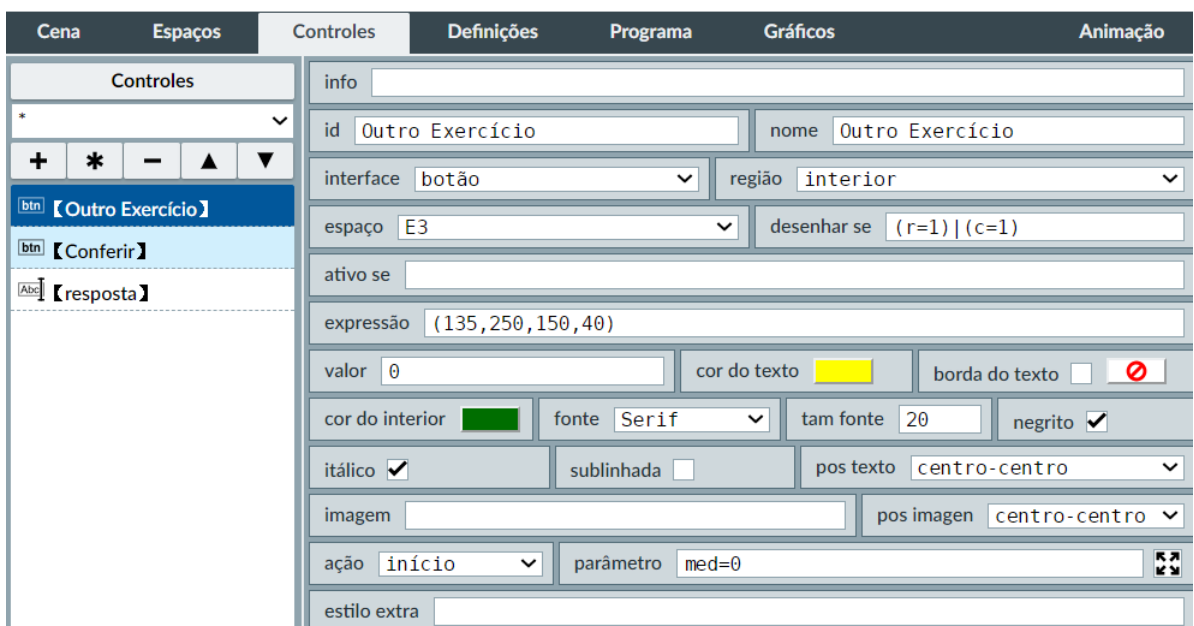 Cena Espaços Controles Definições Programa Gráficos Animação
Controles
*
+ * − ▲ ▼
btn 【Outro Exercício】
btn 【Conferir】
Abc 【resposta】
info
id Outro Exercício nome Outro Exercício
interface botão região interior
espaço E3 desenhar se (r=1)|(c=1)
ativo se
expressão (135,250,150,40)
valor 0 cor do texto borda do texto
cor do interior fonte Serif tam fonte 20 negrito
itálico sublinhada pos texto centro-centro
imagem pos imagen centro-centro
ação início parâmetro med=0
estilo extra